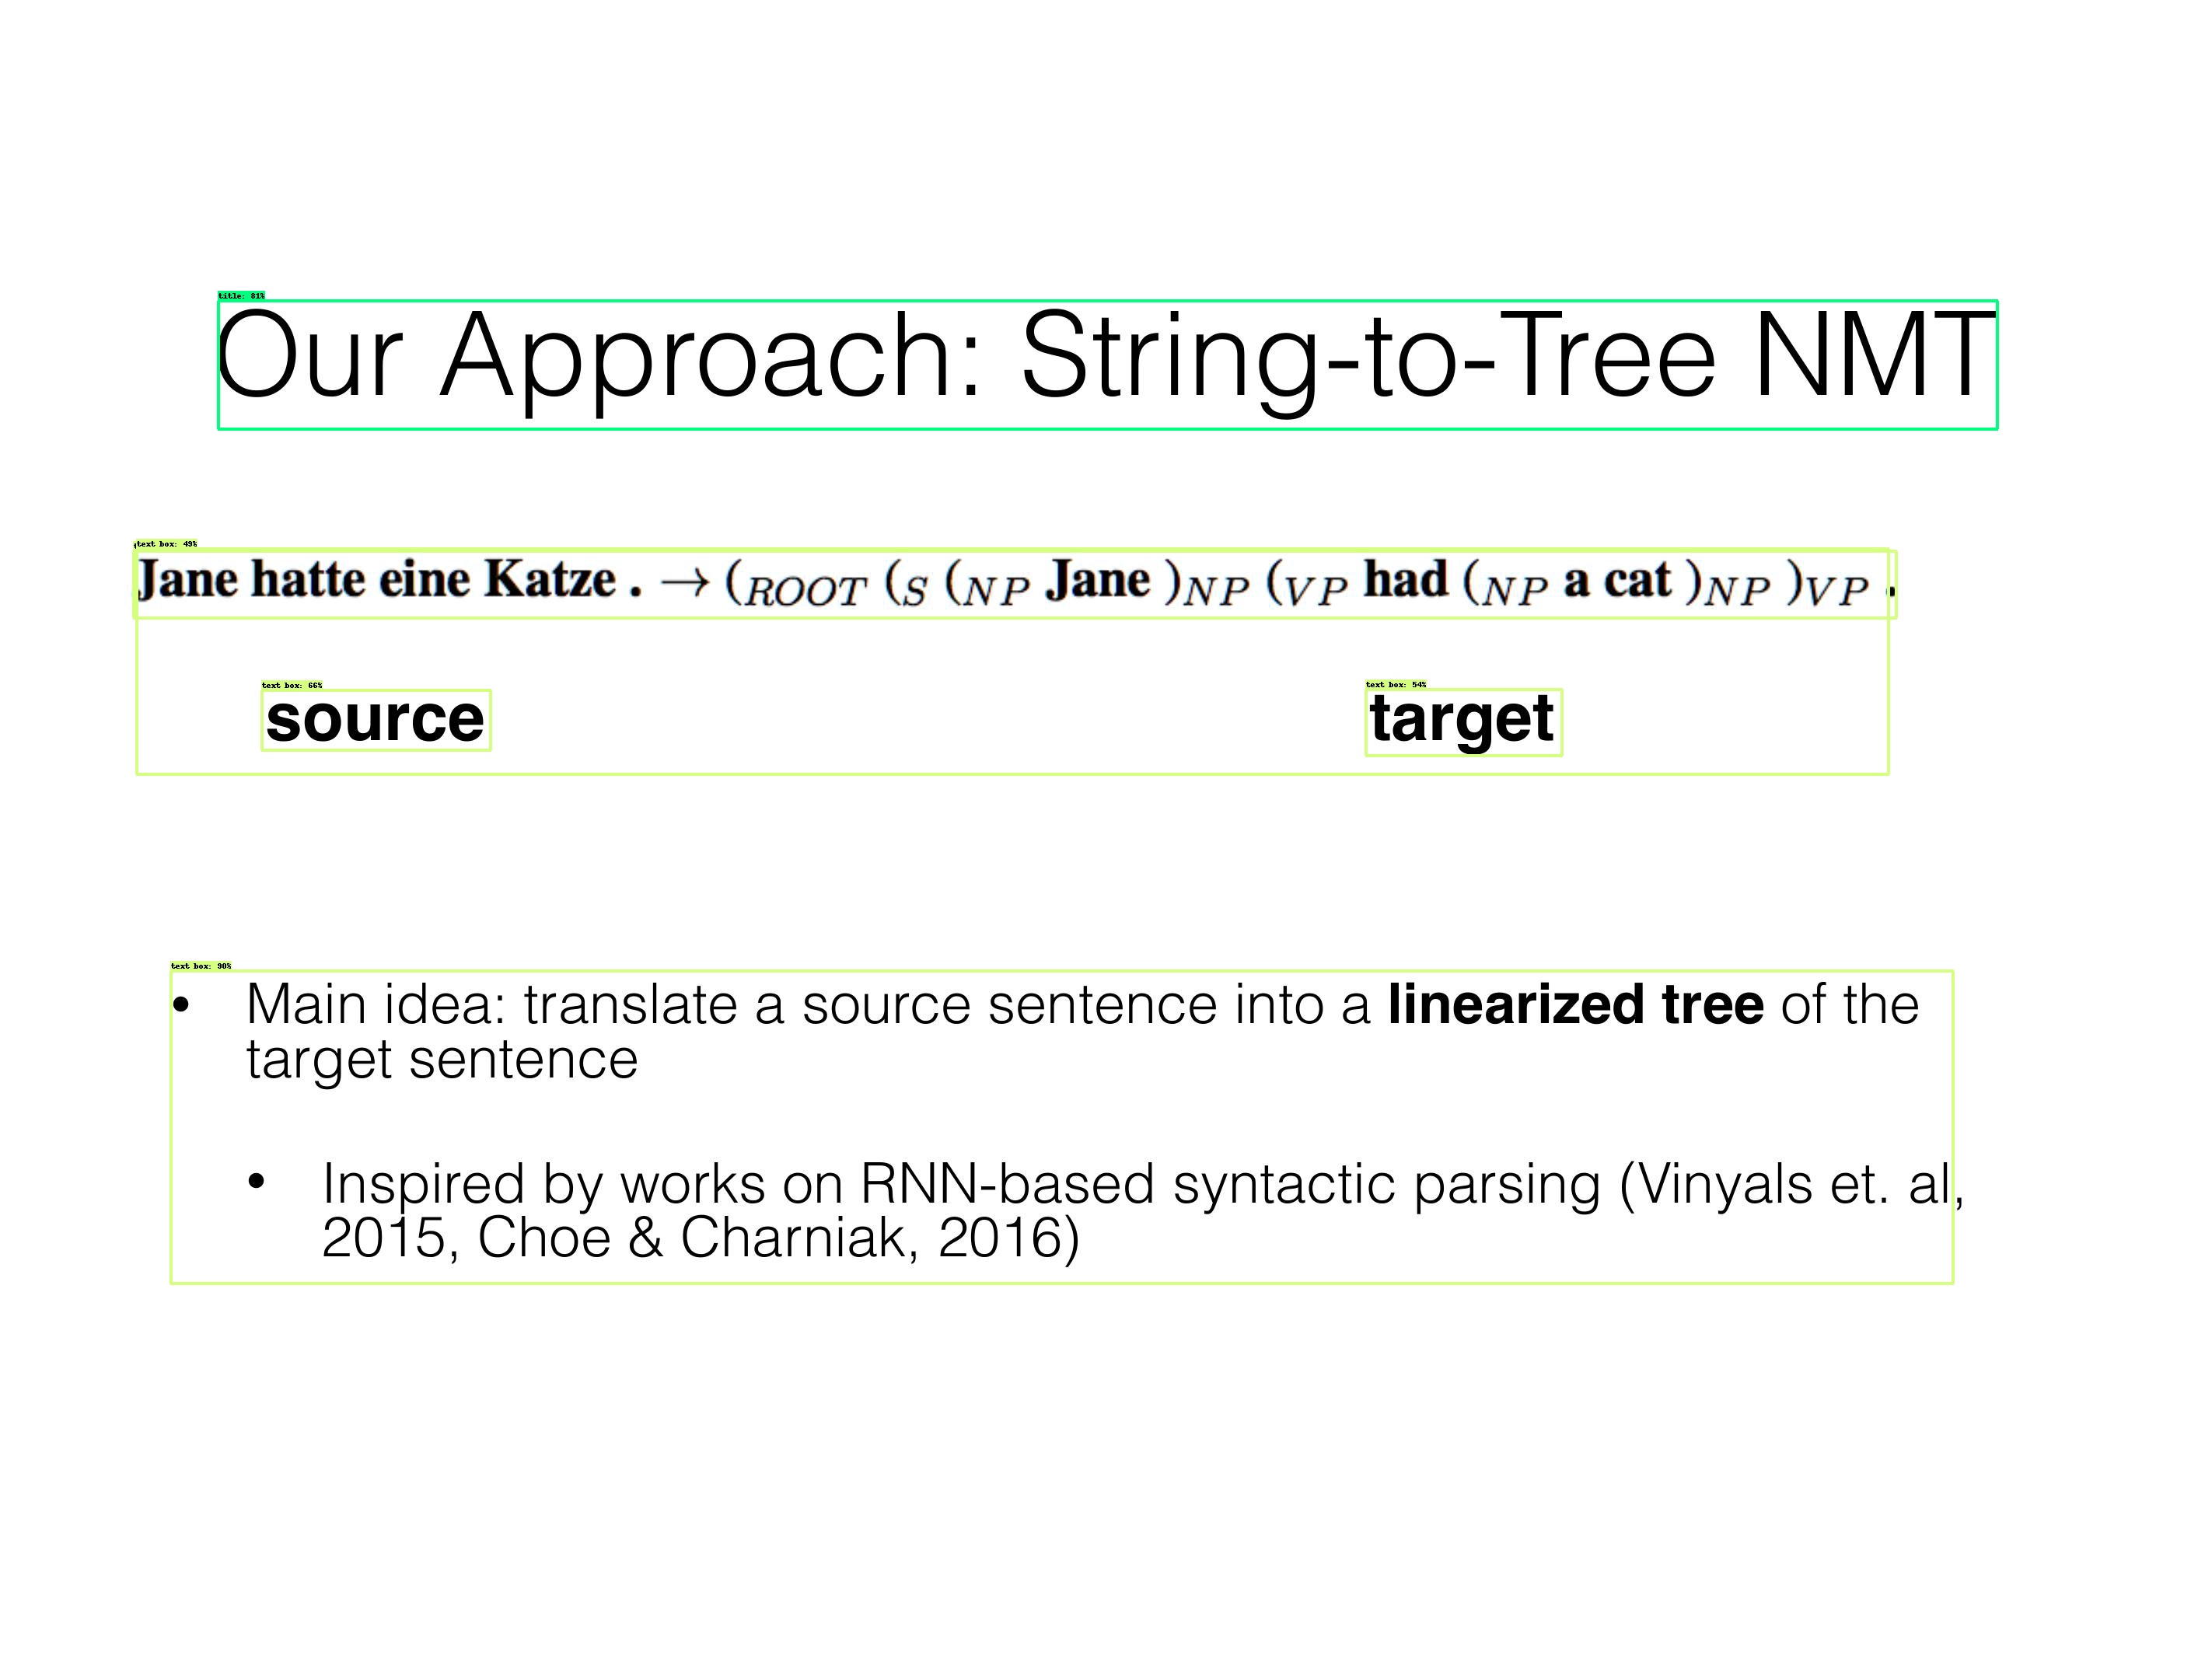 title: 81%
Our Approach: String-to-Tree NMT
text box: 49%
Jane hatte eine Katze . → (ROOT (S (NP Jane )NP (VP had (NP a cat )NP )VP .
text box: 66% text box: 54%
source target
text box: 90%
• Main idea: translate a source sentence into a linearized tree of the
target sentence
• Inspired by works on RNN-based syntactic parsing (Vinyals et. al,
2015, Choe & Charniak, 2016)